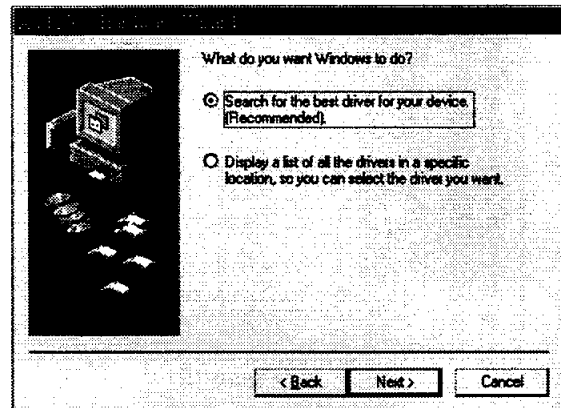 What do you want Windows to do?
Search for the best driver for your device.
(Recommended).
Display a list of all the drivers in a specific
location, so you can select the driver you want.
< Back
Next >
Cancel